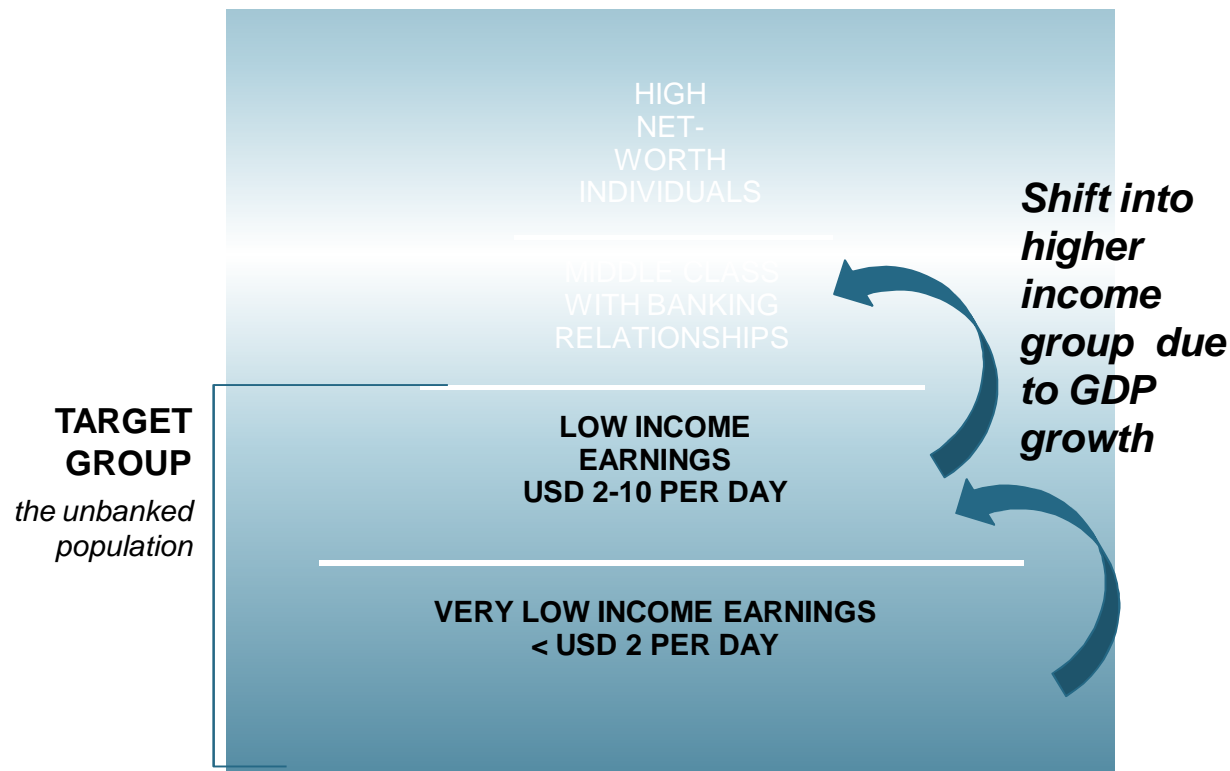 HIGH
NET-
WORTH
INDIVIDUALS
MIDDLE CLASS
WITH BANKING
RELATIONSHIPS
Shift into
higher
income
group due
to GDP
growth
TARGET
GROUP
the unbanked
population
LOW INCOME
EARNINGS
USD 2-10 PER DAY
VERY LOW INCOME EARNINGS
< USD 2 PER DAY